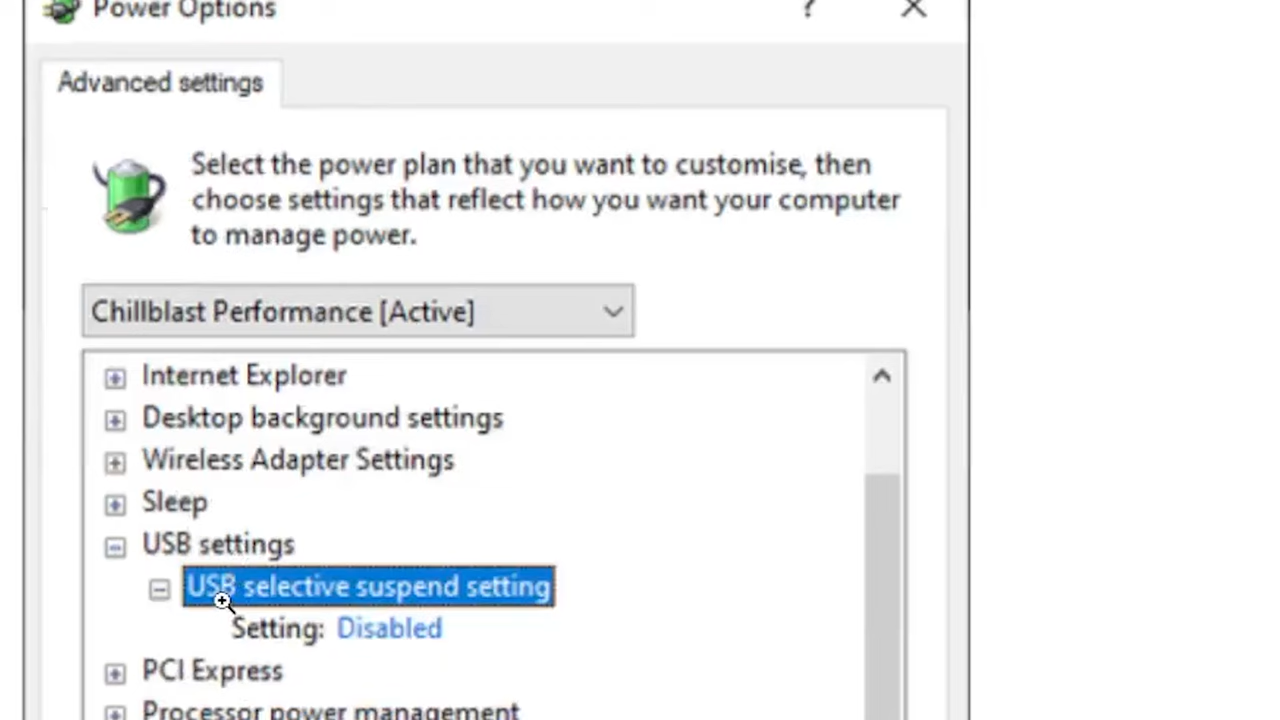 Power Options
?
Advanced settings
Select the power plan that you want to customise, then
choose settings that reflect how you want your computer
to manage power.
Chillblast Performance [Active]
Internet Explorer
Desktop background settings
Wireless Adapter Settings
Sleep
USB settings
USB selective suspend setting
Setting: Disabled
PCI Express
Processor power management